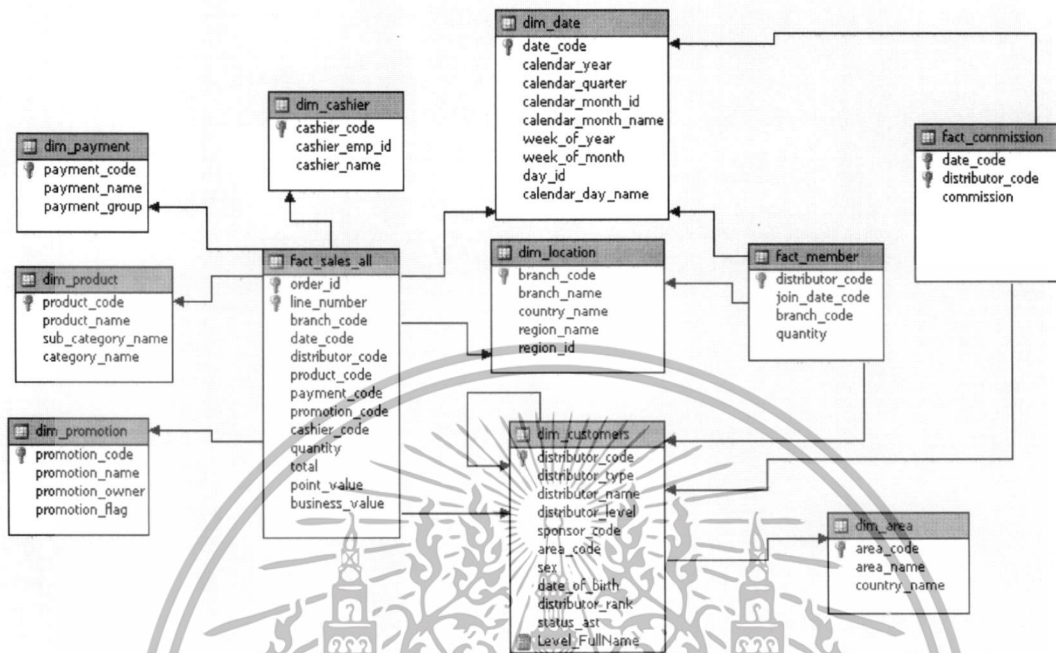 dim_date
date_code
calendar_year
calendar_quarter
calendar_month_id
calendar_month_name
week_of_year
week_of_month
day_id
calendar_day_name
dim_cashier
cashier_code
cashier_emp_id
cashier_name
dim_payment
payment_code
payment_name
payment_group
fact_commission
date_code
distributor_code
commission
dim_product
product_code
product_name
sub_category_name
category_name
fact_sales_all
order_id
line_number
branch_code
date_code
distributor_code
product_code
payment_code
promotion_code
cashier_code
quantity
total
point_value
business_value
dim_location
branch_code
branch_name
country_name
region_name
region_id
fact_member
distributor_code
join_date_code
branch_code
quantity
dim_promotion
promotion_code
promotion_name
promotion_owner
promotion_flag
dim_customers
distributor_code
distributor_type
distributor_name
distributor_level
sponsor_code
area_code
sex
date_of_birth
distributor_rank
status_ast
Level_FullName
dim_area
area_code
area_name
country_name